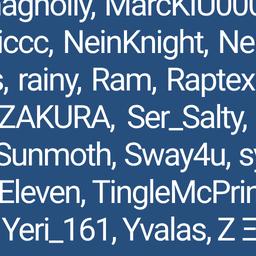 agnolly, MarcKIU000
iccc, NeinKnight, Ne
s, rainy, Ram, Raptex
ZAKURA, Ser_Salty,
Sunmoth, Sway4u, sy
Eleven, TingleMcPrin
Yeri_161, Yvalas, Z